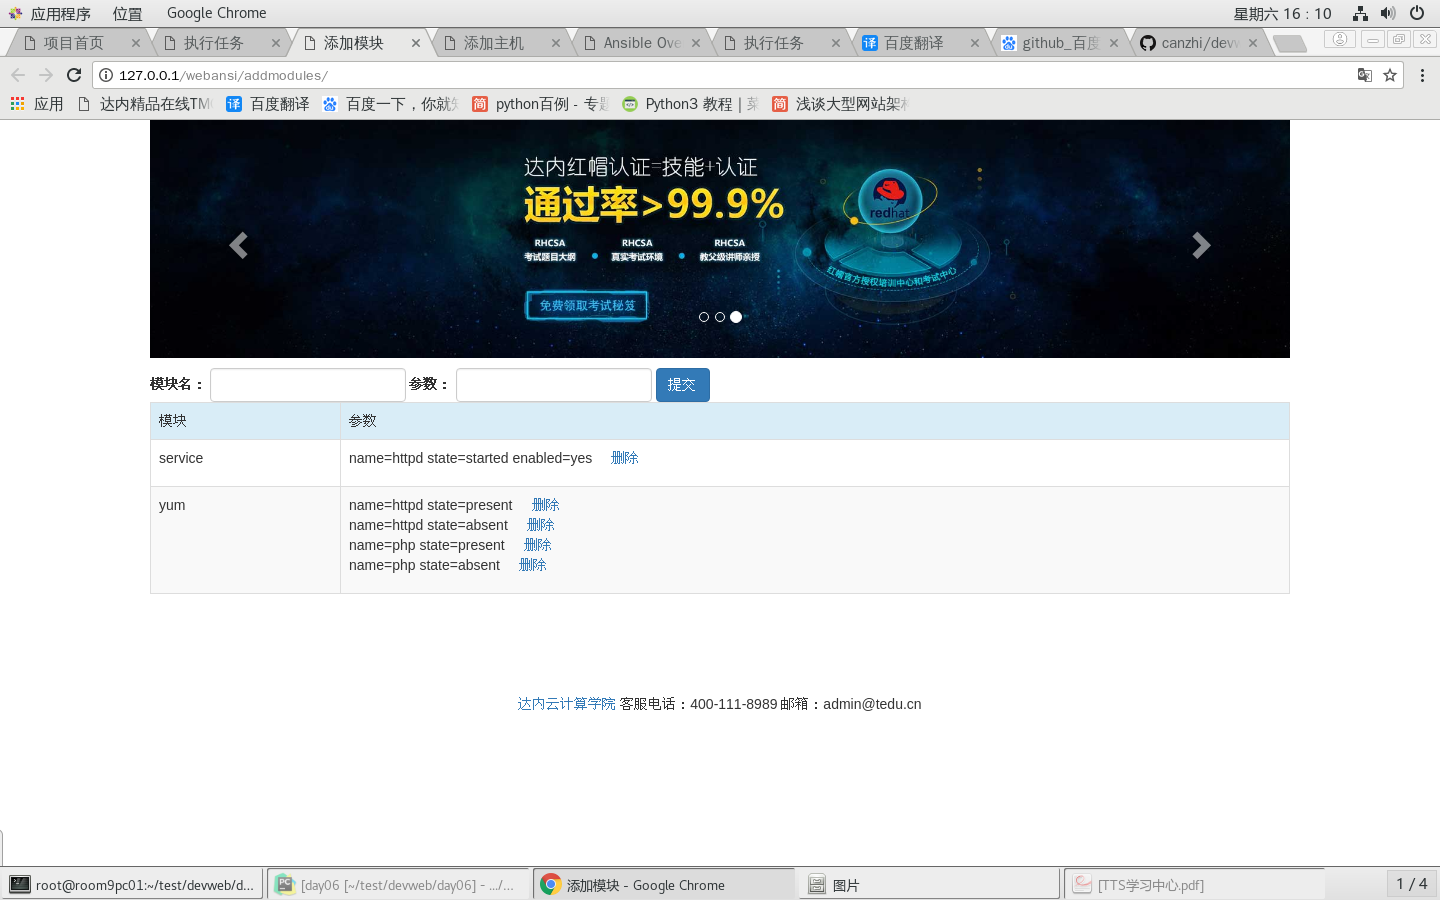 应用程序 位置 Google Chrome 星期六 16：10
项目首页 执行任务 添加模块 添加主机 Ansible Ove 执行任务 百度翻译 github_百度 canzhi/devw
127.0.0.1/webansi/addmodules/
应用 达内精品在线TM 百度翻译 百度一下，你就知 python百例 - 专题 Python3 教程 | 菜 浅谈大型网站架构
达内红帽认证=技能+认证
通过率>99.9%
redhat
RHCSA RHCSA RHCSA
考试题目大纲 真实考试环境 教父级讲师亲授
红帽官方授权培训中心和考试中心
免费领取考试秘笈
模块名： 参数： 提交
模块 参数
service name=httpd state=started enabled=yes 删除
yum name=httpd state=present 删除
name=httpd state=absent 删除
name=php state=present 删除
name=php state=absent 删除
达内云计算学院 客服电话：400-111-8989 邮箱：admin@tedu.cn
root@room9pc01:~/test/devweb/d... [day06 [~/test/devweb/day06] - .../... 添加模块 - Google Chrome 图片 [TTS学习中心.pdf] 1 / 4